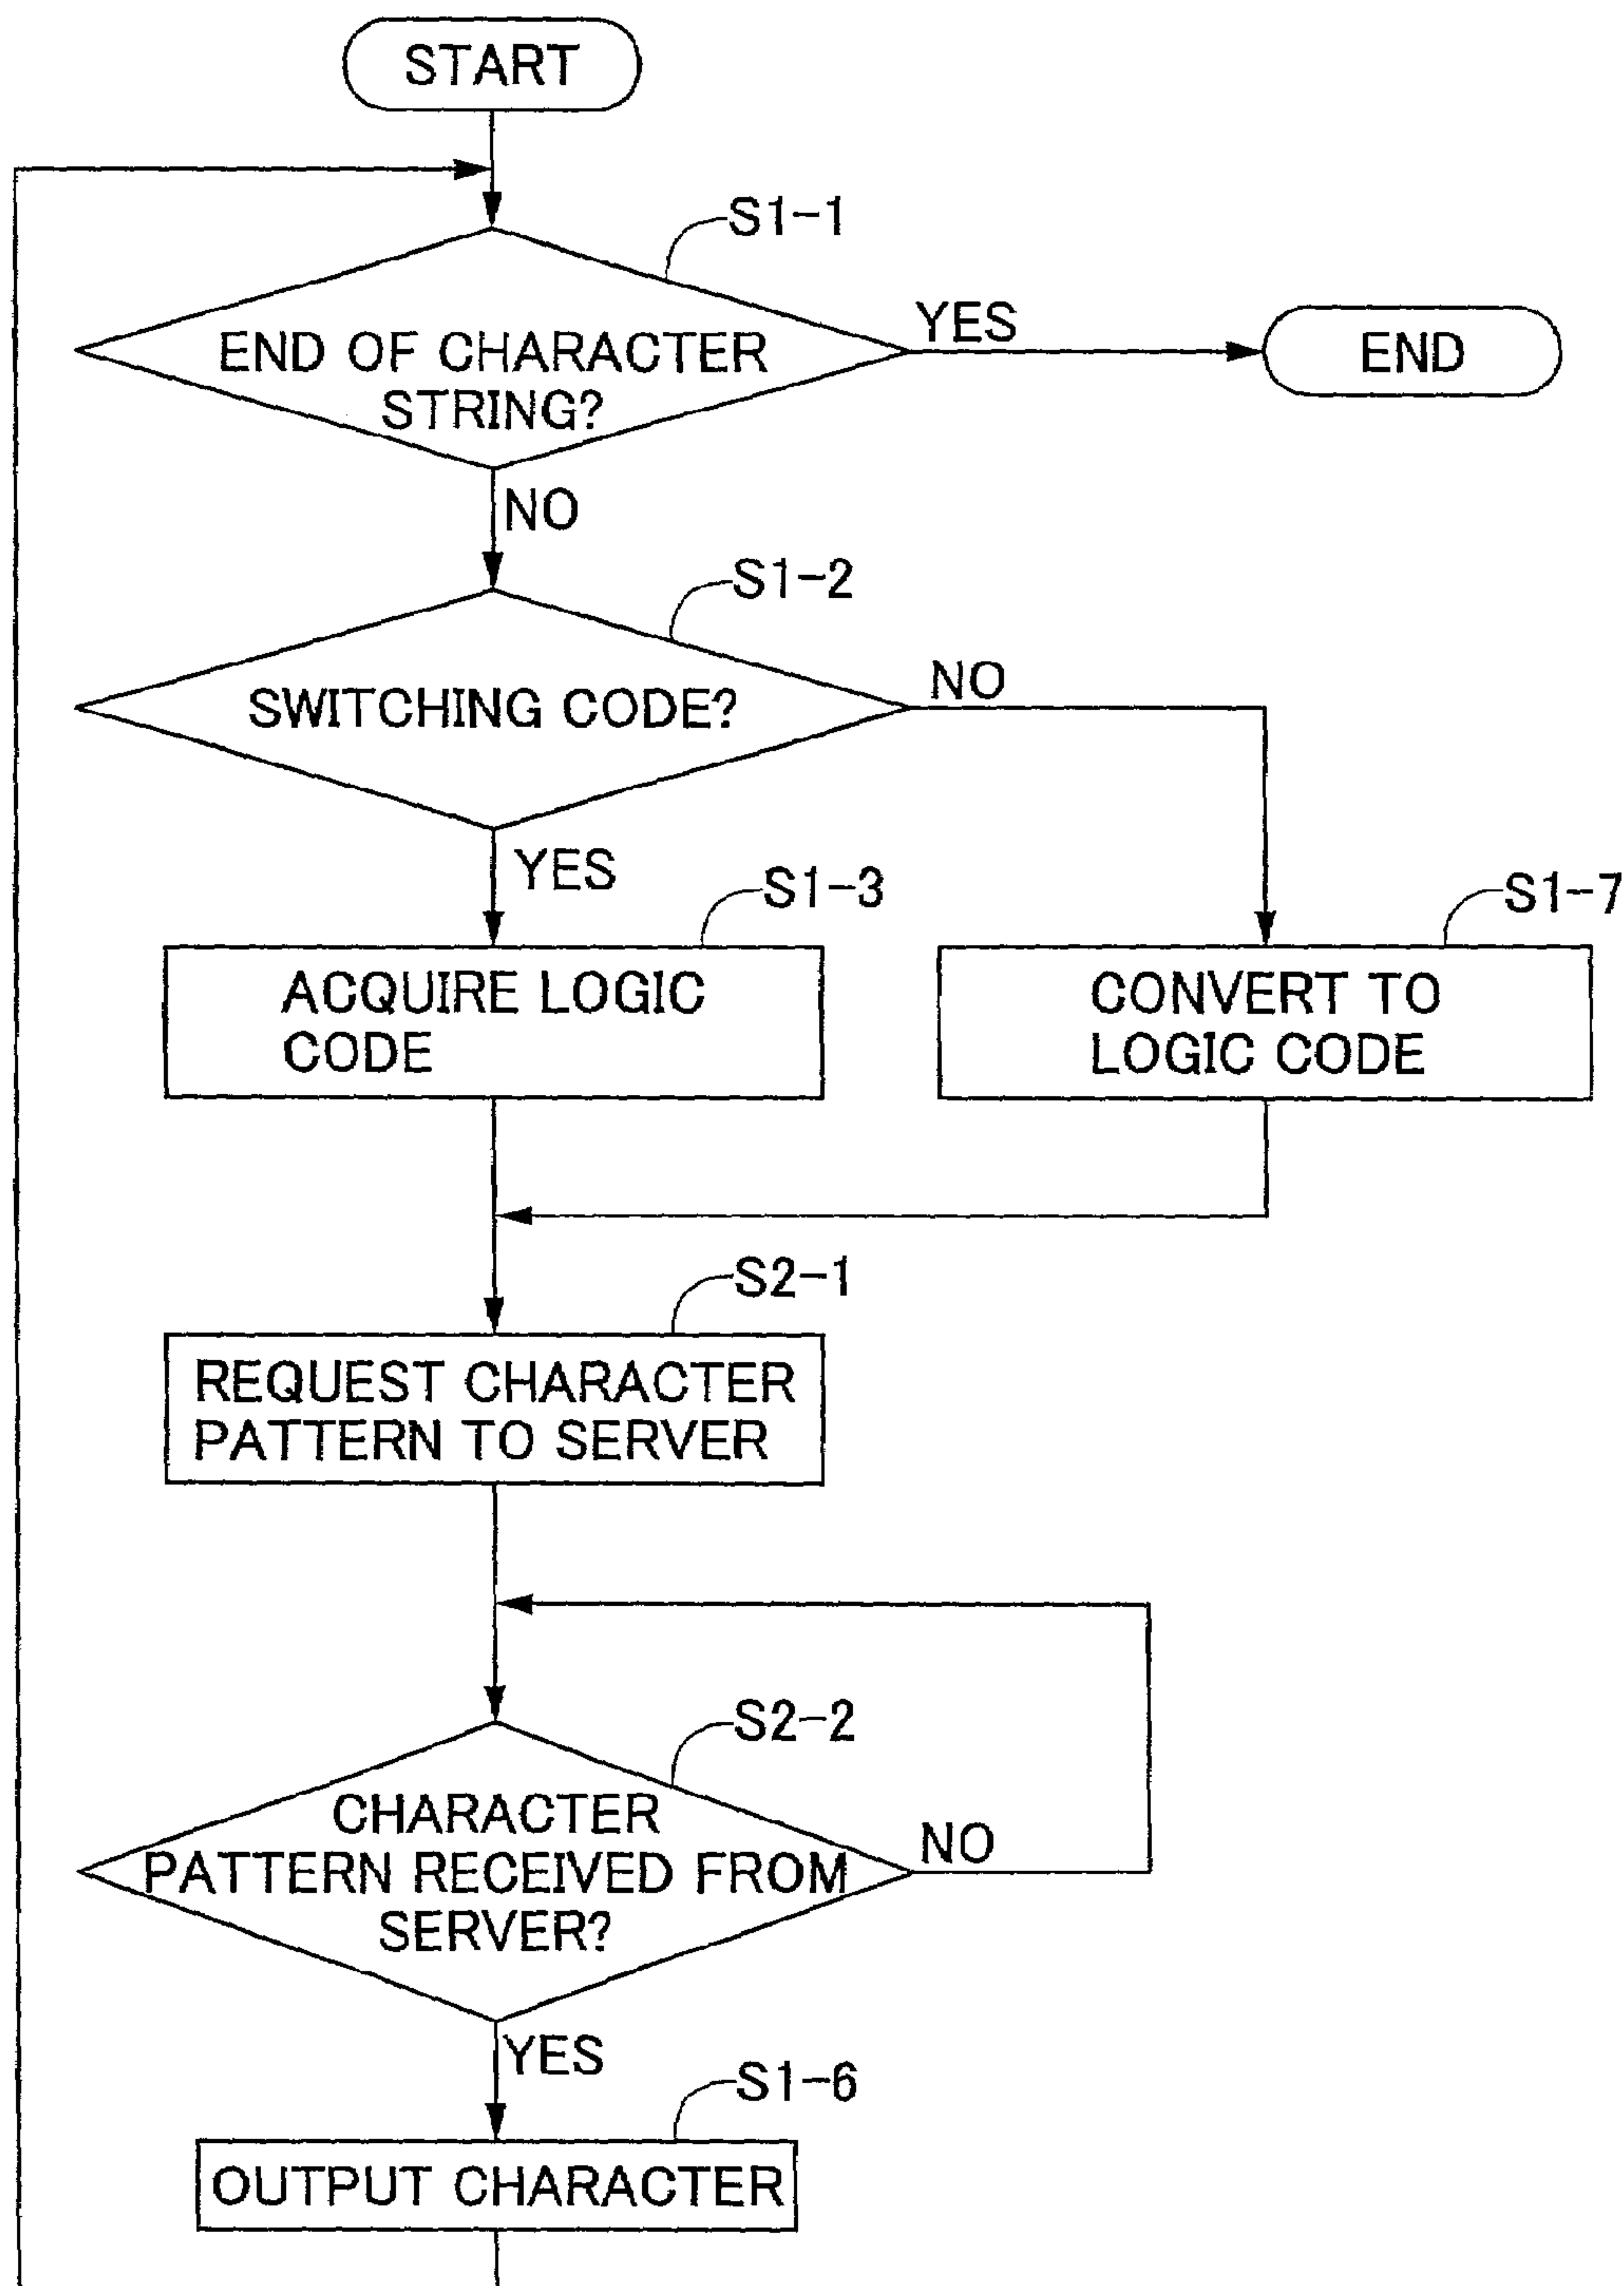 START
S1-1
END OF CHARACTER
STRING?
YES
END
NO
S1-2
SWITCHING CODE?
NO
YES
S1-3
S1-7
ACQUIRE LOGIC
CODE
CONVERT TO
LOGIC CODE
S2-1
REQUEST CHARACTER
PATTERN TO SERVER
S2-2
CHARACTER
PATTERN RECEIVED FROM
SERVER?
NO
YES
S1-6
OUTPUT CHARACTER